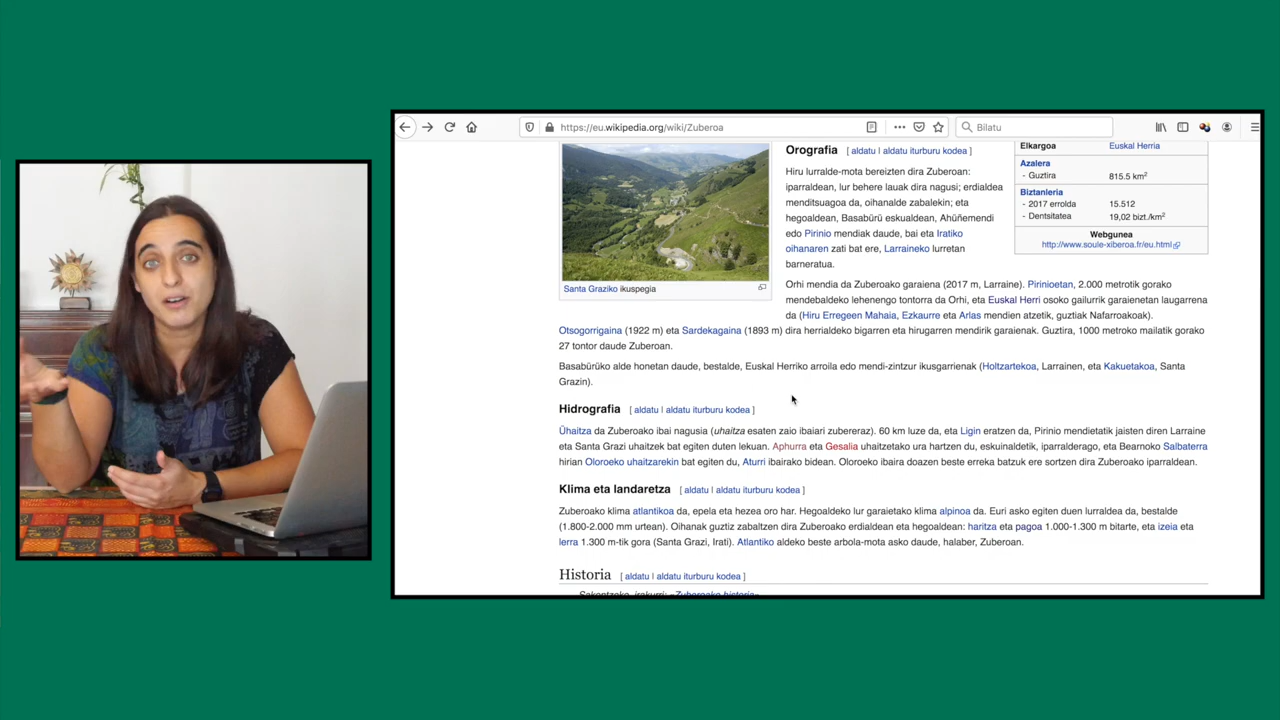 https://eu.wikipedia.org/wiki/Zuberoa
Bilatu
Santa Graziko ikuspegia
Orografia [ aldatu | aldatu iturburu kodea ]
Hiru lurralde-mota bereizten dira Zuberoan:
iparraldean, lur behere lauak dira nagusi; erdialdea
menditsuagoa da, oihanalde zabalekin; eta
hegoaldean, Basabürü eskualdean, Ahüñemendi
edo Pirinio mendiak daude, bai eta Iratiko
oihanaren zati bat ere, Larraineko lurretan
barneratua.
Elkargoa Euskal Herria
Azalera
- Guztira 815.5 km²
Biztanleria
- 2017 errolda 15.512
- Dentsitatea 19,02 bizt./km²
Webgunea
http://www.soule-xiberoa.fr/eu.html
Orhi mendia da Zuberoako garaiena (2017 m, Larraine). Pirinioetan, 2.000 metrotik gorako
mendebaldeko lehenengo tontorra da Orhi, eta Euskal Herri osoko gailurrik garaienetan laugarrena
da (Hiru Erregeen Mahaia, Ezkaurre eta Arlas mendien atzetik, guztiak Nafarroakoak).
Otsogorrigaina (1922 m) eta Sardekagaina (1893 m) dira herrialdeko bigarren eta hirugarren mendirik garaienak. Guztira, 1000 metroko mailatik gorako
27 tontor daude Zuberoan.
Basabürüko alde honetan daude, bestalde, Euskal Herriko arroila edo mendi-zintzur ikusgarrienak (Holtzartekoa, Larrainen, eta Kakuetakoa, Santa
Grazin).
Hidrografia [ aldatu | aldatu iturburu kodea ]
Ühaitza da Zuberoako ibai nagusia (uhaitza esaten zaio ibaiari zubereraz). 60 km luze da, eta Ligin eratzen da, Pirinio mendietatik jaisten diren Larraine
eta Santa Grazi uhaitzek bat egiten duten lekuan. Aphurra eta Gesalia uhaitzetako ura hartzen du, eskuinaldetik, iparralderago, eta Bearnoko Salbaterra
hirian Oloroeko uhaitzarekin bat egiten du, Aturri ibairako bidean. Oloroeko ibaira doazen beste erreka batzuk ere sortzen dira Zuberoako iparraldean.
Klima eta landaretza [ aldatu | aldatu iturburu kodea ]
Zuberoako klima atlantikoa da, epela eta hezea oro har. Hegoaldeko lur garaietako klima alpinoa da. Euri asko egiten duen lurraldea da, bestalde
(1.800-2.000 mm urtean). Oihanak guztiz zabaltzen dira Zuberoako erdialdean eta hegoaldean: haritza eta pagoa 1.000-1.300 m bitarte, eta izeia eta
lerra 1.300 m-tik gora (Santa Grazi, Irati). Atlantiko aldeko beste arbola-mota asko daude, halaber, Zuberoan.
Historia [ aldatu | aldatu iturburu kodea ]
Sakontzeko, irakurri: «Zuberoako historia»